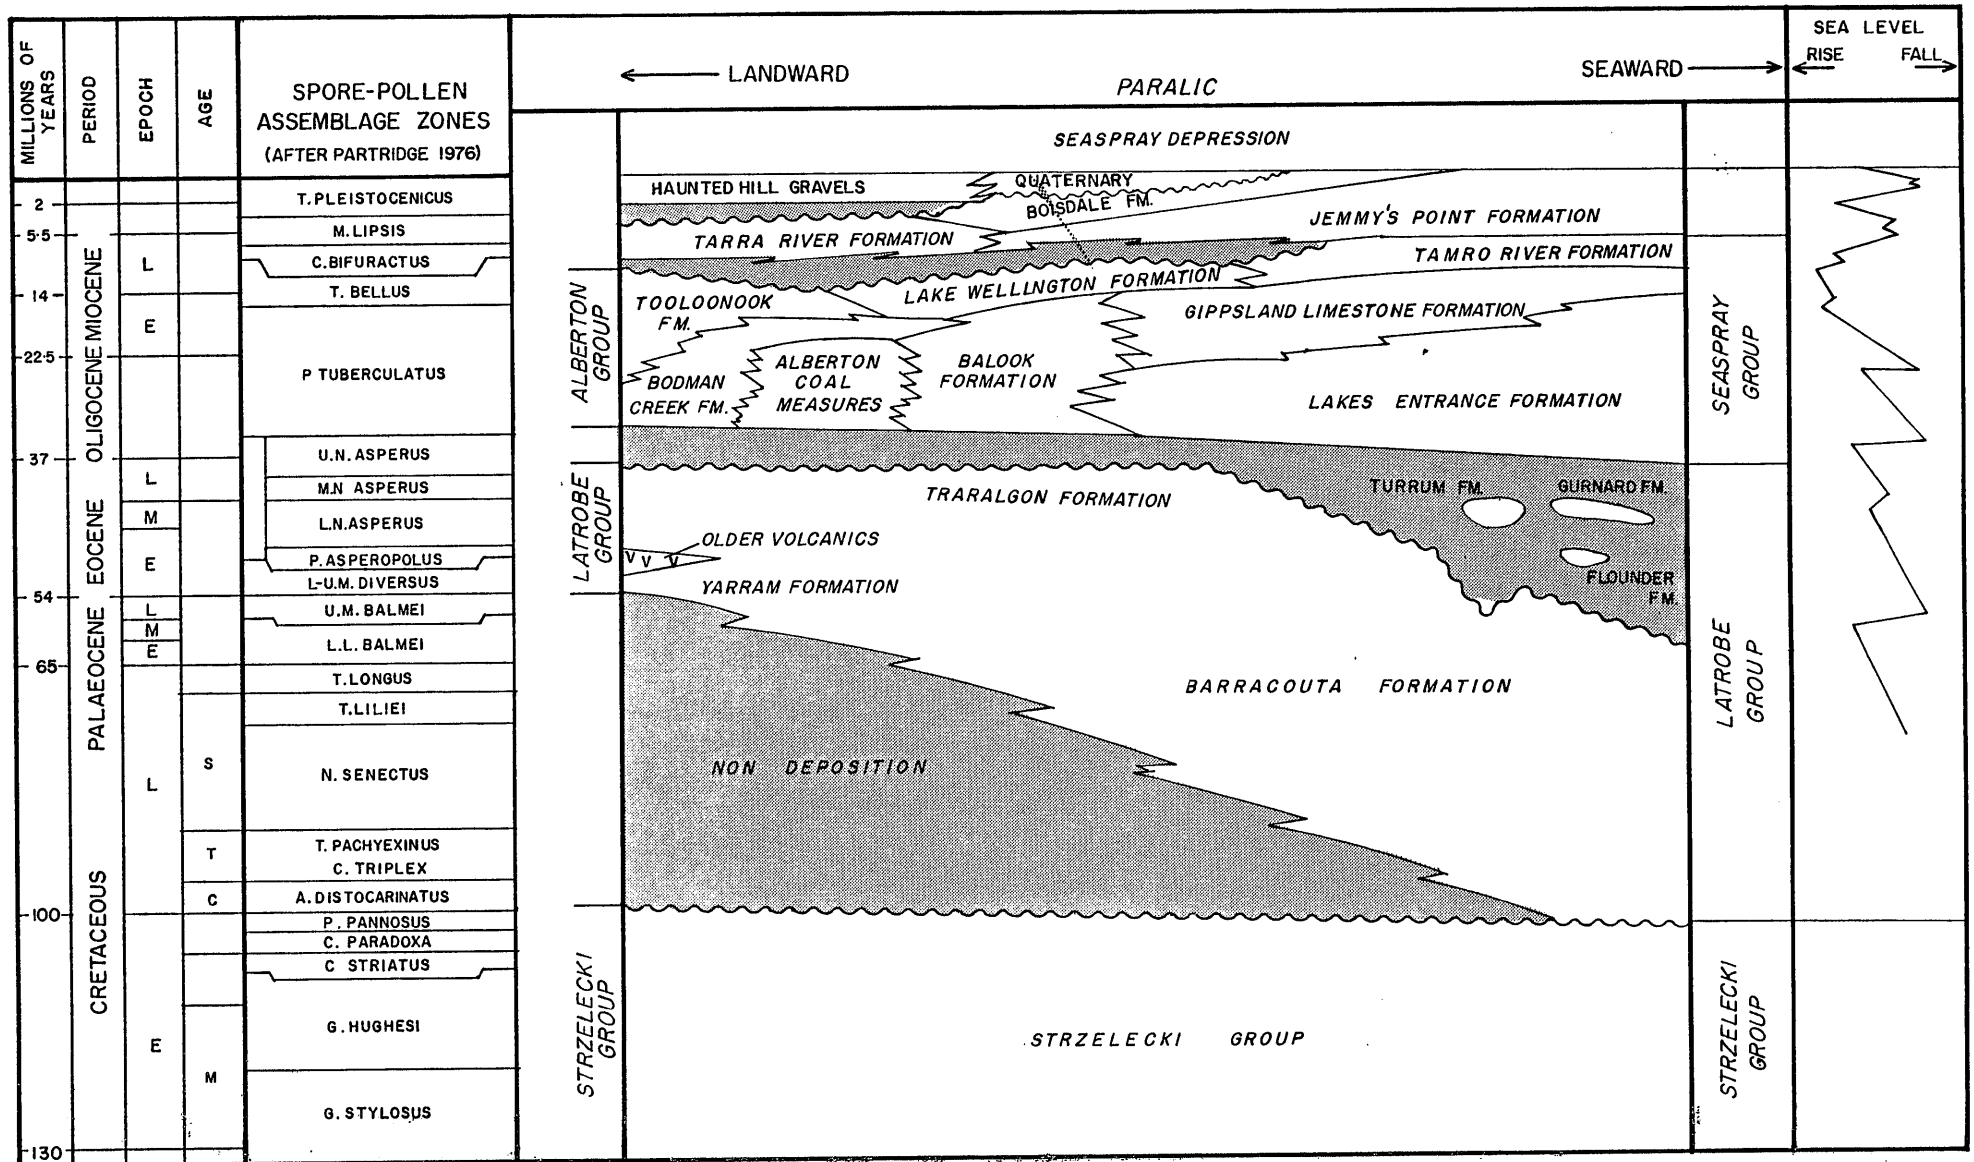 MILLIONS OF
YEARS
PERIOD
EPOCH
AGE
SPORE-POLLEN
ASSEMBLAGE ZONES
(AFTER PARTRIDGE 1976)
LANDWARD
PARALIC
SEAWARD
SEA LEVEL
RISE FALL
2
5·5
14
22·5
37
54
65
100
130
MIOCENE
OLIGOCENE
EOCENE
PALAEOCENE
CRETACEOUS
L
E
L
M
E
L
M
E
L
E
S
T
C
M
T. PLEISTOCENICUS
M. LIPSIS
C. BIFURACTUS
T. BELLUS
P TUBERCULATUS
U.N. ASPERUS
M.N ASPERUS
L.N. ASPERUS
P. ASPEROPOLUS
L-U.M. DIVERSUS
U.M. BALMEI
L.L. BALMEI
T. LONGUS
T. LILIEI
N. SENECTUS
T. PACHYEXINUS
C. TRIPLEX
A. DISTOCARINATUS
P. PANNOSUS
C. PARADOXA
C STRIATUS
G. HUGHESI
G. STYLOSUS
ALBERTON
GROUP
LATROBE
GROUP
STRZELECKI
GROUP
SEASPRAY DEPRESSION
HAUNTED HILL GRAVELS
QUATERNARY
BOISDALE FM.
JEMMY'S POINT FORMATION
TARRA RIVER FORMATION
TAMRO RIVER FORMATION
LAKE WELLINGTON FORMATION
TOOLOONOOK
FM.
GIPPSLAND LIMESTONE FORMATION
BODMAN
CREEK FM.
ALBERTON
COAL
MEASURES
BALOOK
FORMATION
LAKES ENTRANCE FORMATION
TURRUM FM.
GURNARD FM.
TRARALGON FORMATION
OLDER VOLCANICS
V V V
FLOUNDER
FM.
YARRAM FORMATION
BARRACOUTA FORMATION
NON DEPOSITION
STRZELECKI GROUP
SEASPRAY
GROUP
LATROBE
GROUP
STRZELECKI
GROUP